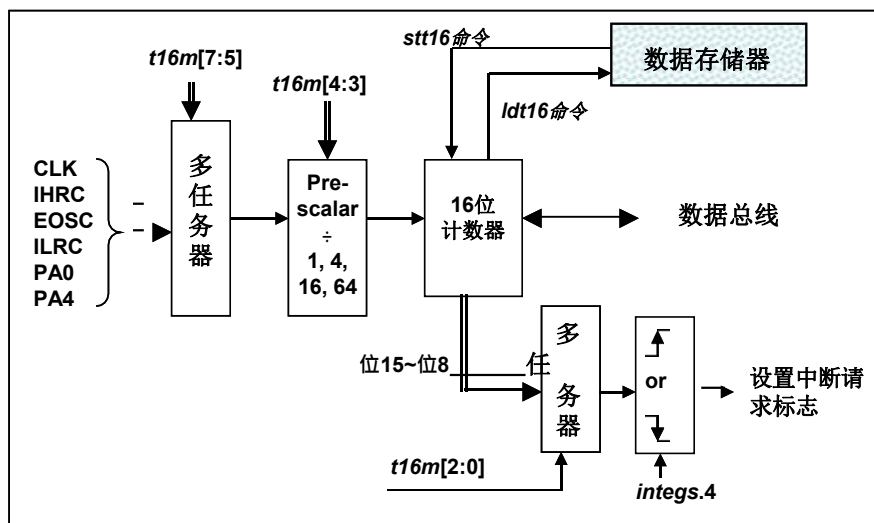 stt16命令
数据存储器
t16m[7:5]
t16m[4:3]
ldt16命令
CLK
IHRC
EOSC
ILRC
PA0
PA4
多
任
务
器
Pre-
scalar
÷
1, 4,
16, 64
16位
计数器
数据总线
位15~位8
多
任
务
器
or
设置中断请
求标志
t16m[2:0]
integs.4